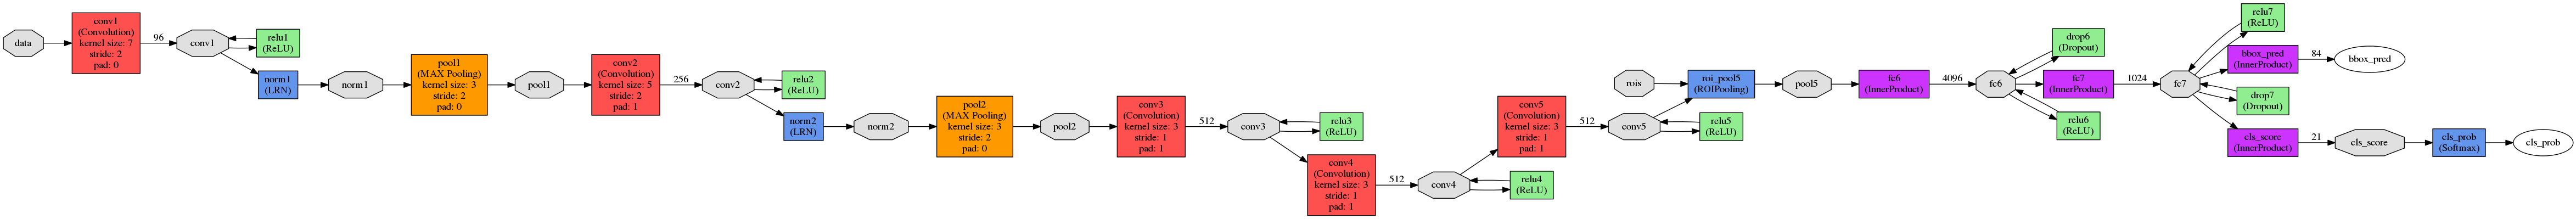 data
conv1
(Convolution)
kernel size: 7
stride: 2
pad: 0
96
conv1
relu1
(ReLU)
norm1
(LRN)
norm1
pool1
(MAX Pooling)
kernel size: 3
stride: 2
pad: 0
pool1
conv2
(Convolution)
kernel size: 5
stride: 2
pad: 1
256
conv2
relu2
(ReLU)
norm2
(LRN)
norm2
pool2
(MAX Pooling)
kernel size: 3
stride: 2
pad: 0
pool2
conv3
(Convolution)
kernel size: 3
stride: 1
pad: 1
512
conv3
relu3
(ReLU)
conv4
(Convolution)
kernel size: 3
stride: 1
pad: 1
512
conv4
relu4
(ReLU)
conv5
(Convolution)
kernel size: 3
stride: 1
pad: 1
512
conv5
relu5
(ReLU)
rois
roi_pool5
(ROIPooling)
pool5
fc6
(InnerProduct)
4096
fc6
drop6
(Dropout)
relu6
(ReLU)
fc7
(InnerProduct)
1024
fc7
relu7
(ReLU)
bbox_pred
(InnerProduct)
84
bbox_pred
drop7
(Dropout)
cls_score
(InnerProduct)
21
cls_score
cls_prob
(Softmax)
cls_prob